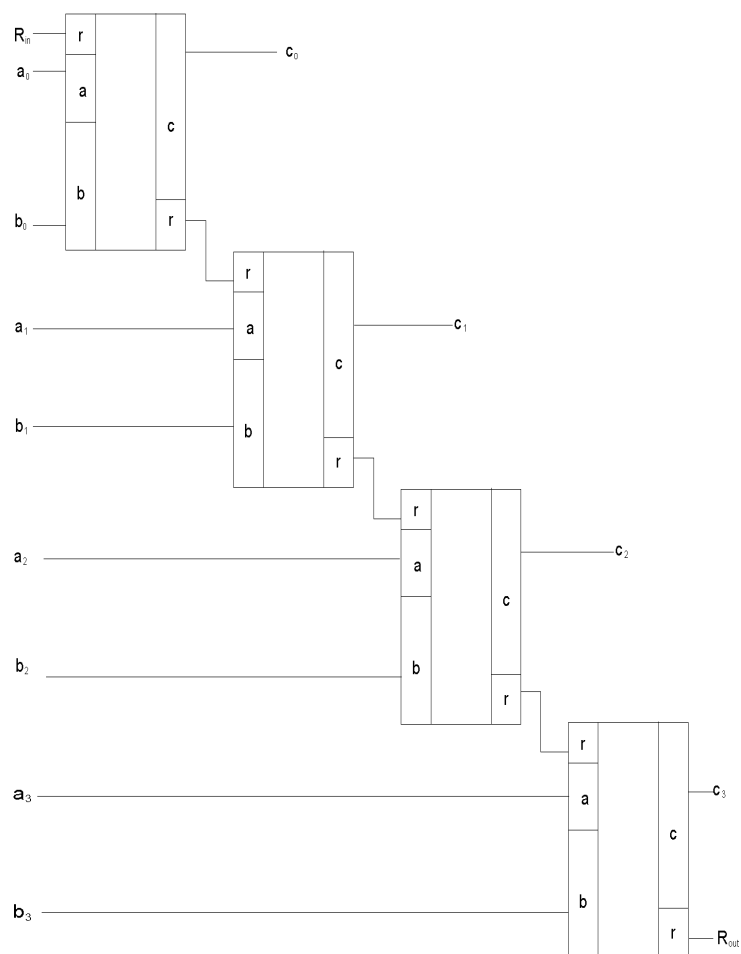 R_in r
a_0 a c_0
c
b
b_0 r
r
a_1 a c_1
c
b_1 b
r
r
a_2 a c_2
c
b_2 b
r
r
a_3 a c_3
c
b_3 b
r R_out